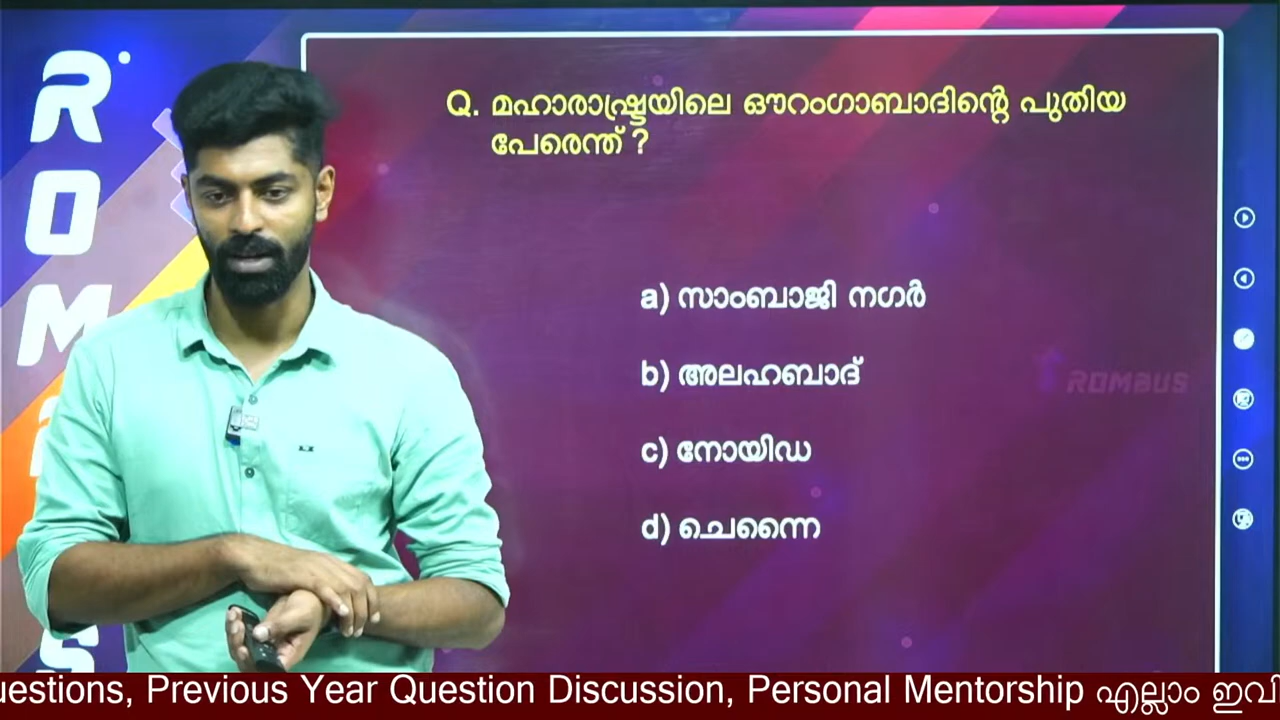 Q. മഹാരാഷ്ട്രയിലെ ഔറംഗാബാദിന്റെ പുതിയ
പേരെന്ത് ?
a) സാംബാജി നഗർ
b) അലഹബാദ്
c) നോയിഡ
d) ചെന്നൈ
ROMBUS
uestions, Previous Year Question Discussion, Personal Mentorship എല്ലാം ഇവി